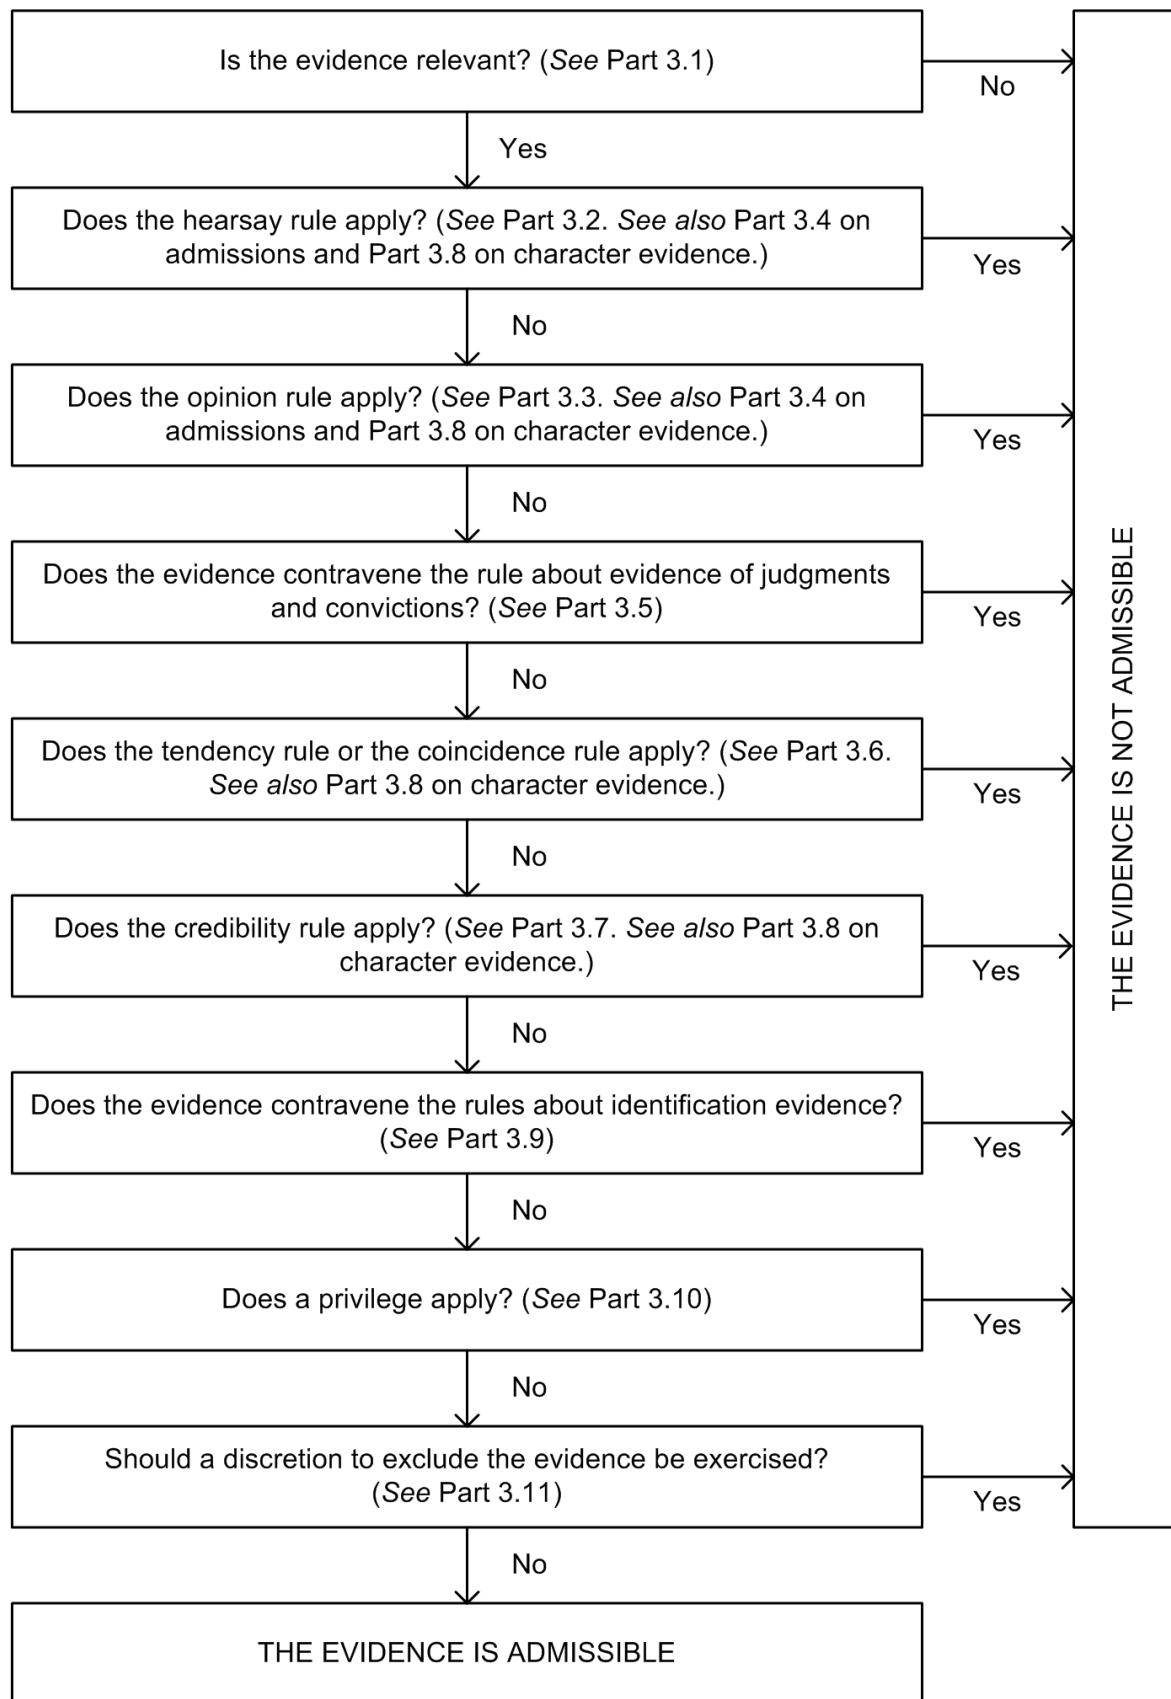 Is the evidence relevant? (See Part 3.1)
No
Yes
Does the hearsay rule apply? (See Part 3.2. See also Part 3.4 on
admissions and Part 3.8 on character evidence.)
Yes
No
Does the opinion rule apply? (See Part 3.3. See also Part 3.4 on
admissions and Part 3.8 on character evidence.)
Yes
No
Does the evidence contravene the rule about evidence of judgments
and convictions? (See Part 3.5)
Yes
No
Does the tendency rule or the coincidence rule apply? (See Part 3.6.
See also Part 3.8 on character evidence.)
Yes
No
Does the credibility rule apply? (See Part 3.7. See also Part 3.8 on
character evidence.)
Yes
No
Does the evidence contravene the rules about identification evidence?
(See Part 3.9)
Yes
No
Does a privilege apply? (See Part 3.10)
Yes
No
Should a discretion to exclude the evidence be exercised?
(See Part 3.11)
Yes
No
THE EVIDENCE IS ADMISSIBLE
THE EVIDENCE IS NOT ADMISSIBLE